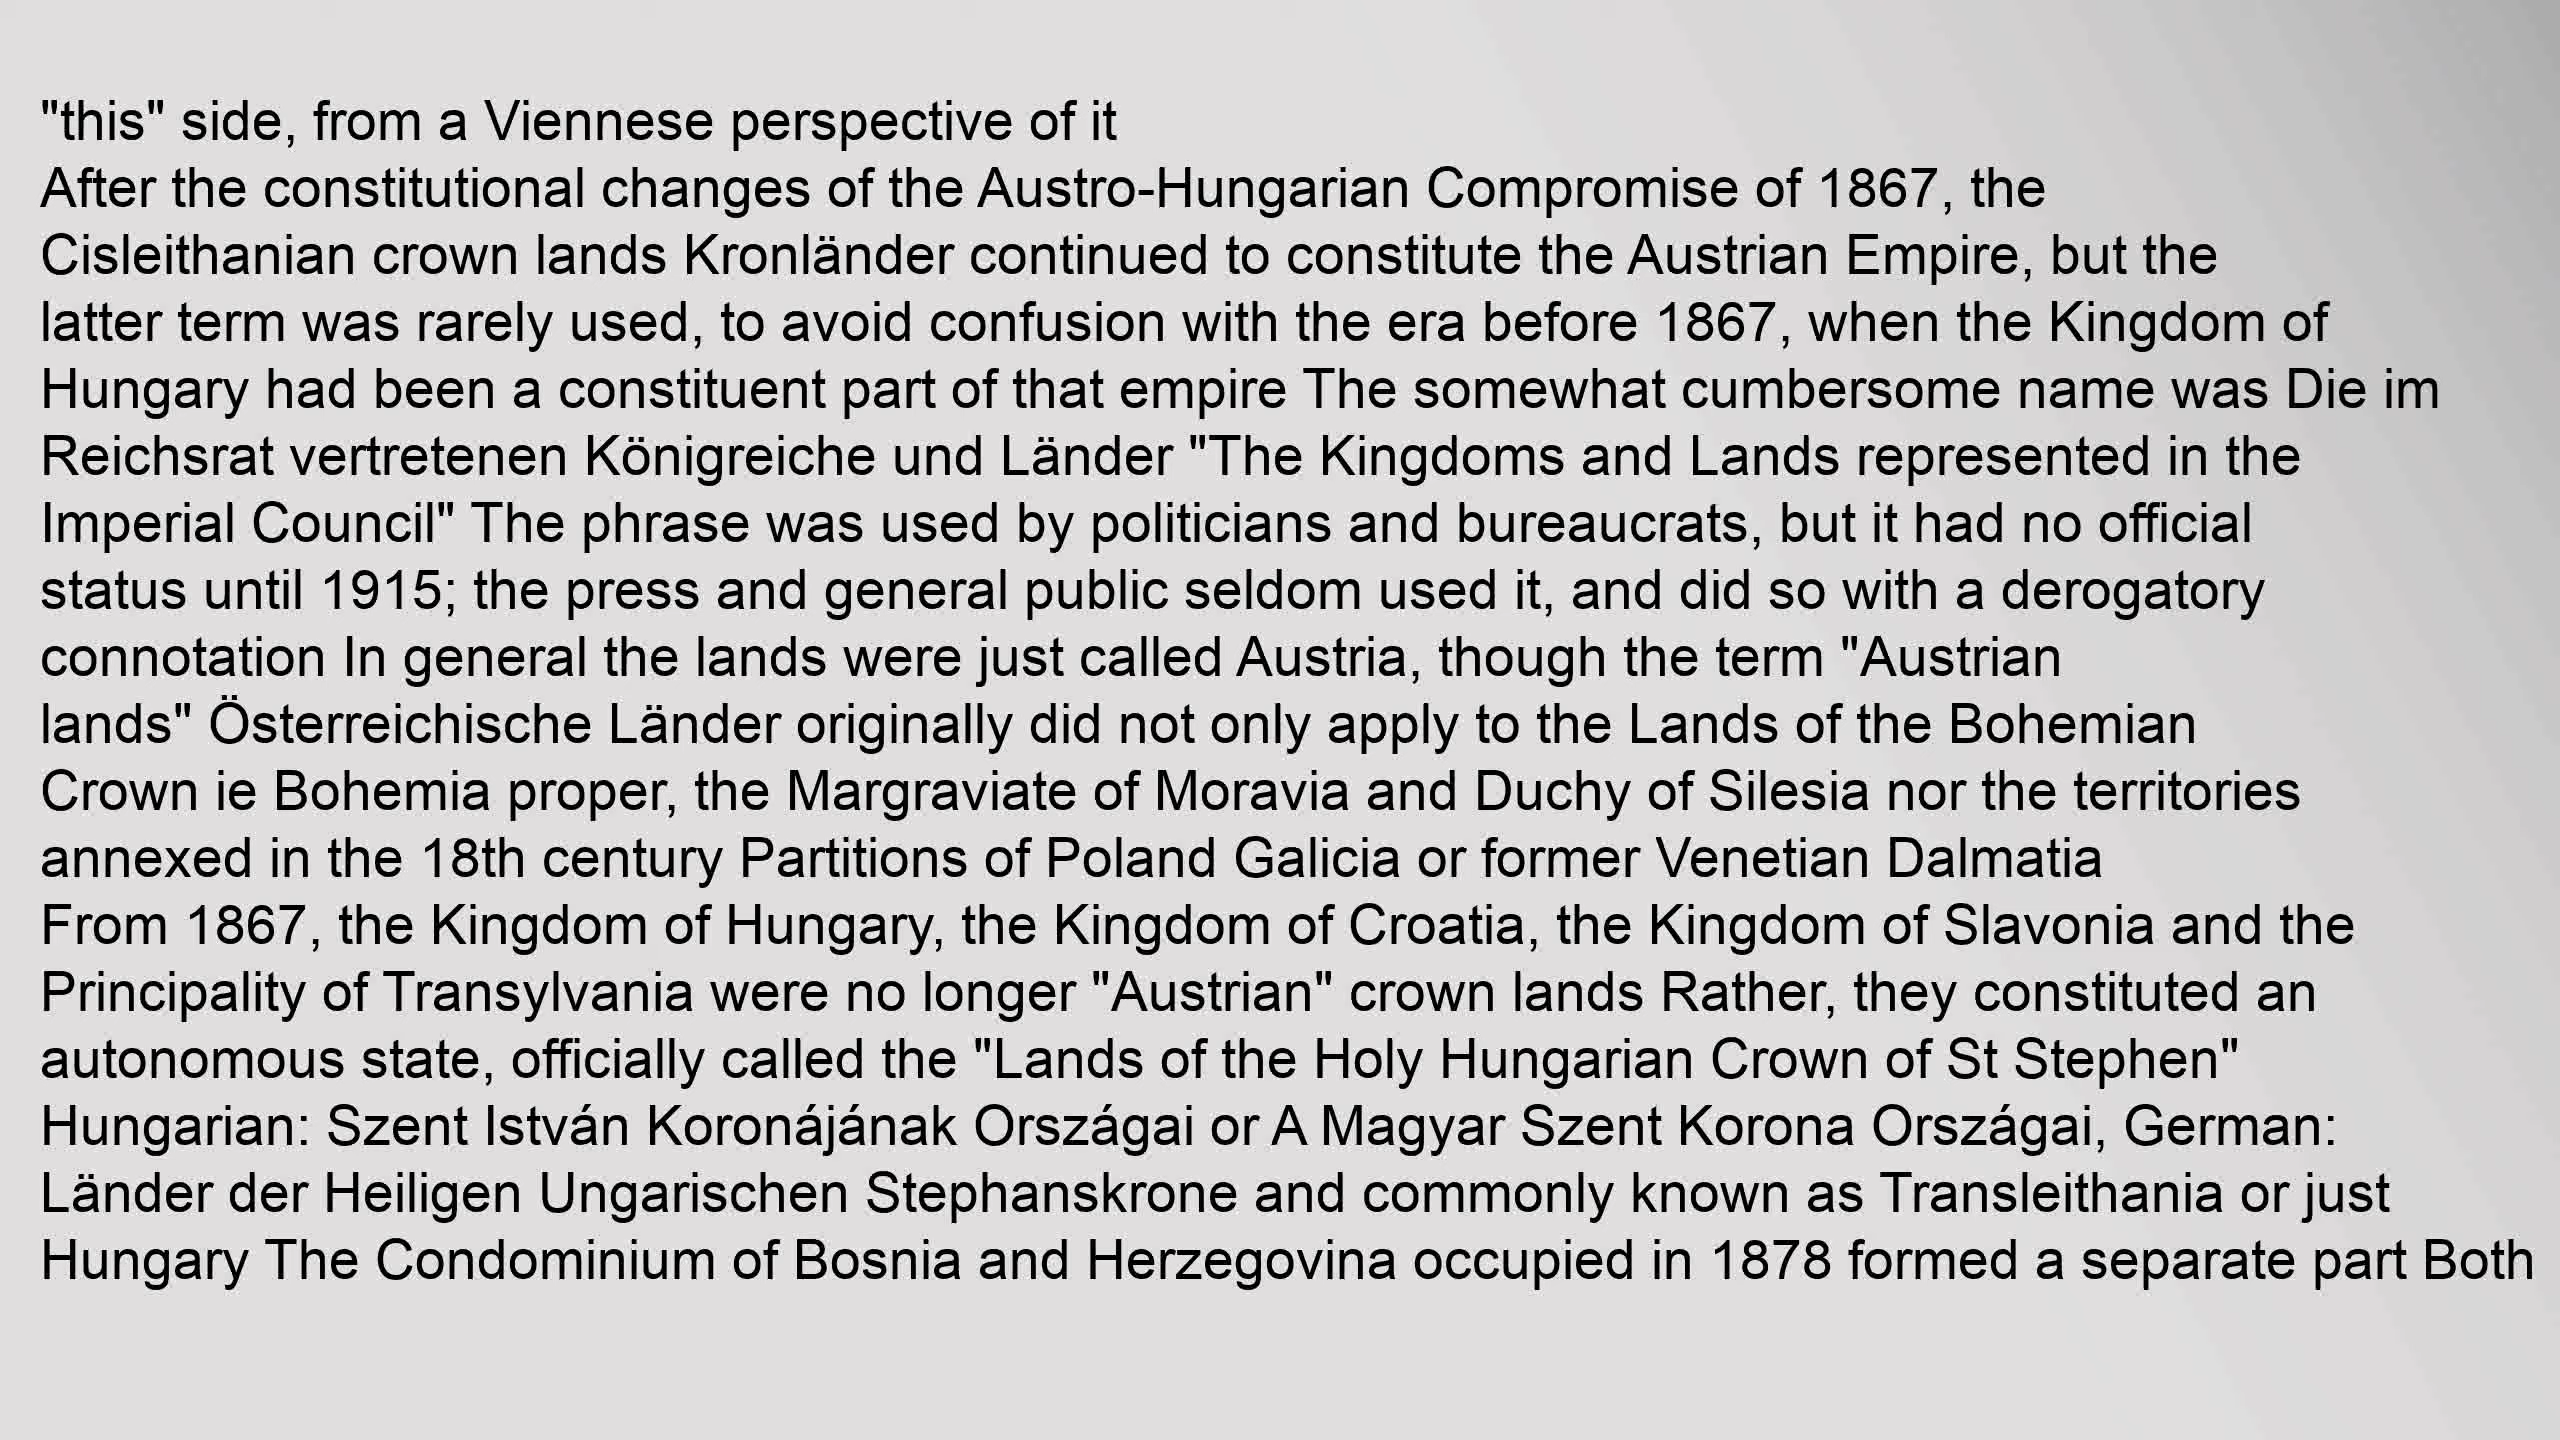 "this" side, from a Viennese perspective of it
After the constitutional changes of the Austro-Hungarian Compromise of 1867, the
Cisleithanian crown lands Kronländer continued to constitute the Austrian Empire, but the
latter term was rarely used, to avoid confusion with the era before 1867, when the Kingdom of
Hungary had been a constituent part of that empire The somewhat cumbersome name was Die im
Reichsrat vertretenen Königreiche und Länder "The Kingdoms and Lands represented in the
Imperial Council" The phrase was used by politicians and bureaucrats, but it had no official
status until 1915; the press and general public seldom used it, and did so with a derogatory
connotation In general the lands were just called Austria, though the term "Austrian
lands" Österreichische Länder originally did not only apply to the Lands of the Bohemian
Crown ie Bohemia proper, the Margraviate of Moravia and Duchy of Silesia nor the territories
annexed in the 18th century Partitions of Poland Galicia or former Venetian Dalmatia
From 1867, the Kingdom of Hungary, the Kingdom of Croatia, the Kingdom of Slavonia and the
Principality of Transylvania were no longer "Austrian" crown lands Rather, they constituted an
autonomous state, officially called the "Lands of the Holy Hungarian Crown of St Stephen"
Hungarian: Szent István Koronájának Országai or A Magyar Szent Korona Országai, German:
Länder der Heiligen Ungarischen Stephanskrone and commonly known as Transleithania or just
Hungary The Condominium of Bosnia and Herzegovina occupied in 1878 formed a separate part Both